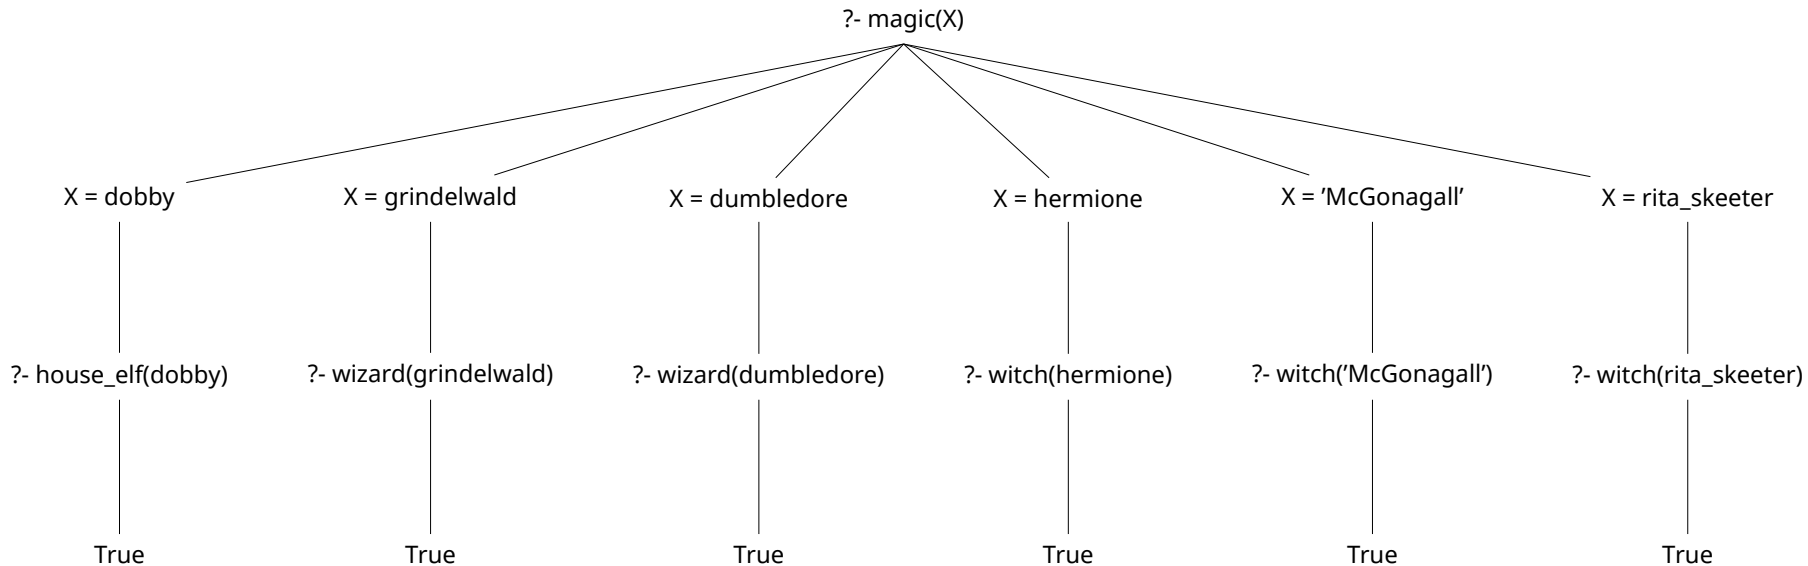 ?- magic(X)
X = dobby
X = grindelwald
X = dumbledore
X = hermione
X = ’McGonagall’
X = rita_skeeter
?- house_elf(dobby)
?- wizard(grindelwald)
?- wizard(dumbledore)
?- witch(hermione)
?- witch(’McGonagall’)
?- witch(rita_skeeter)
True
True
True
True
True
True